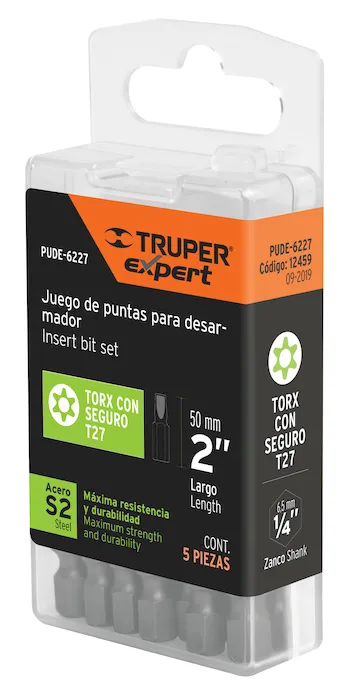 PUDE-6227
TRUPER®
expert
Juego de puntas para desar-
mador
Insert bit set
TORX CON
SEGURO
T27
50 mm
2"
Largo
Length
Acero
S2
Steel
Máxima resistencia
y durabilidad
Maximum strength
and durability
CONT.
5 PIEZAS
PUDE-6227
Código: 12459
09-2019
TORX
CON
SEGURO
T27
6,5 mm
1/4"
Zanco Shank